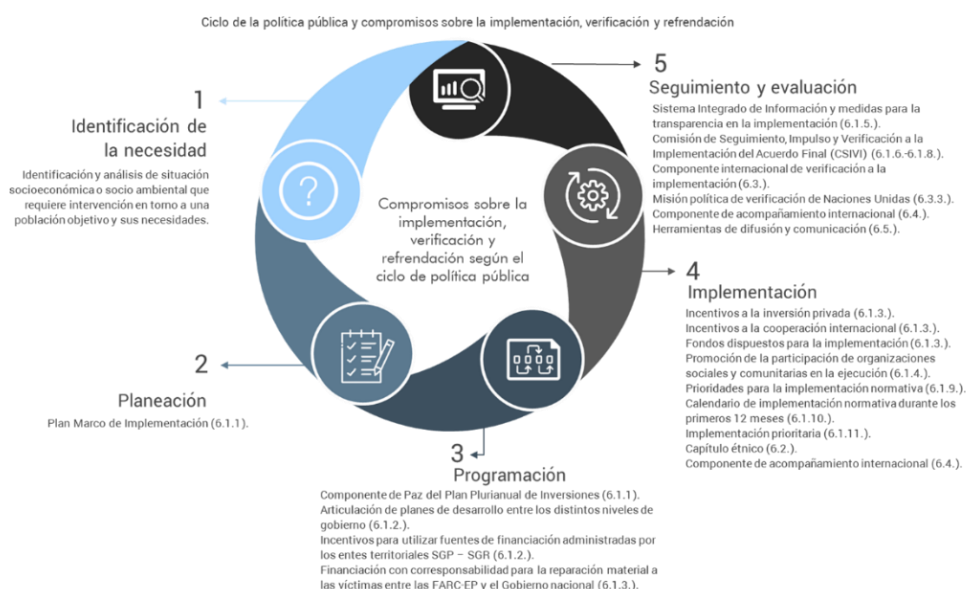 Ciclo de la política pública y compromisos sobre la implementación, verificación y refrendación
1
Identificación de
la necesidad
Identificación y análisis de situación
socioeconómica o socio ambiental que
requiere intervención en torno a una
población objetivo y sus necesidades.
2
Planeación
Plan Marco de Implementación (6.1.1).
3
Programación
Componente de Paz del Plan Plurianual de Inversiones (6.1.1).
Articulación de planes de desarrollo entre los distintos niveles de
gobierno (6.1.2.).
Incentivos para utilizar fuentes de financiación administradas por
los entes territoriales SGP – SGR (6.1.2.).
Financiación con corresponsabilidad para la reparación material a
las víctimas entre las FARC-EP y el Gobierno nacional (6.1.3.).
4
Implementación
Incentivos a la inversión privada (6.1.3.).
Incentivos a la cooperación internacional (6.1.3.).
Fondos dispuestos para la implementación (6.1.3.).
Promoción de la participación de organizaciones
sociales y comunitarias en la ejecución (6.1.4.).
Prioridades para la implementación normativa (6.1.9.).
Calendario de implementación normativa durante los
primeros 12 meses (6.1.10.).
Implementación prioritaria (6.1.11.).
Capítulo étnico (6.2.).
Componente de acompañamiento internacional (6.4.).
5
Seguimiento y evaluación
Sistema Integrado de Información y medidas para la
transparencia en la implementación (6.1.5.).
Comisión de Seguimiento, Impulso y Verificación a la
Implementación del Acuerdo Final (CSIVI) (6.1.6.-6.1.8.).
Componente internacional de verificación a la
implementación (6.3.).
Misión política de verificación de Naciones Unidas (6.3.3.).
Componente de acompañamiento internacional (6.4.).
Herramientas de difusión y comunicación (6.5.).
Compromisos sobre la
implementación,
verificación y
refrendación según el
ciclo de política pública